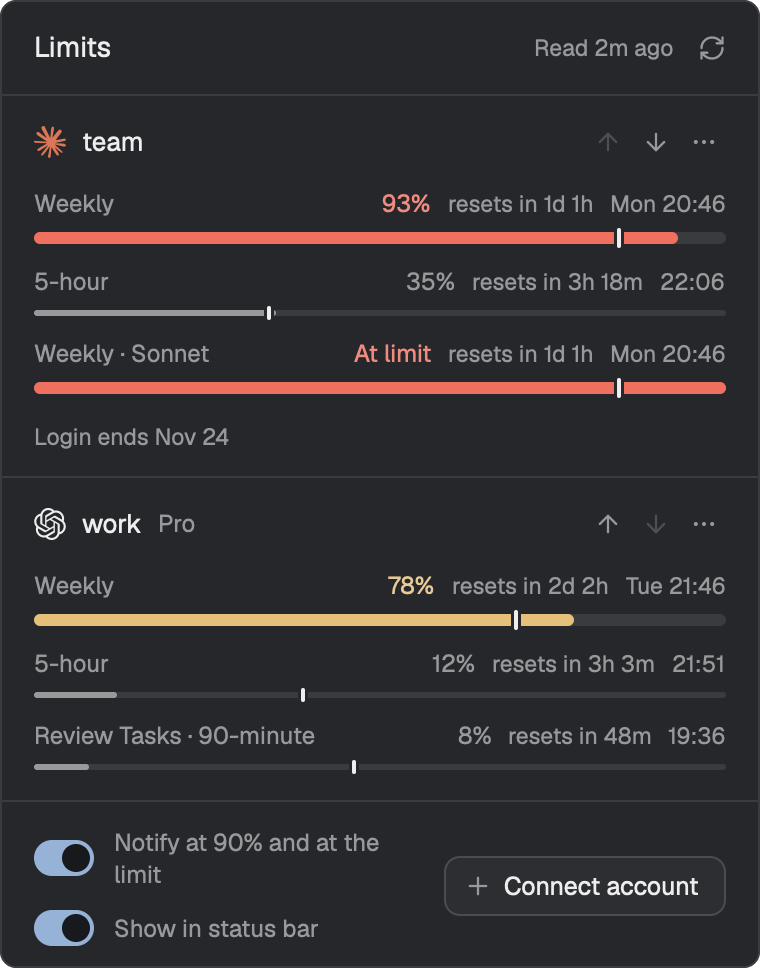 Limits
Read 2m ago
team
Weekly 93% resets in 1d 1h Mon 20:46
5-hour 35% resets in 3h 18m 22:06
Weekly · Sonnet At limit resets in 1d 1h Mon 20:46
Login ends Nov 24
work Pro
Weekly 78% resets in 2d 2h Tue 21:46
5-hour 12% resets in 3h 3m 21:51
Review Tasks · 90-minute 8% resets in 48m 19:36
Notify at 90% and at the
limit
Show in status bar
Connect account